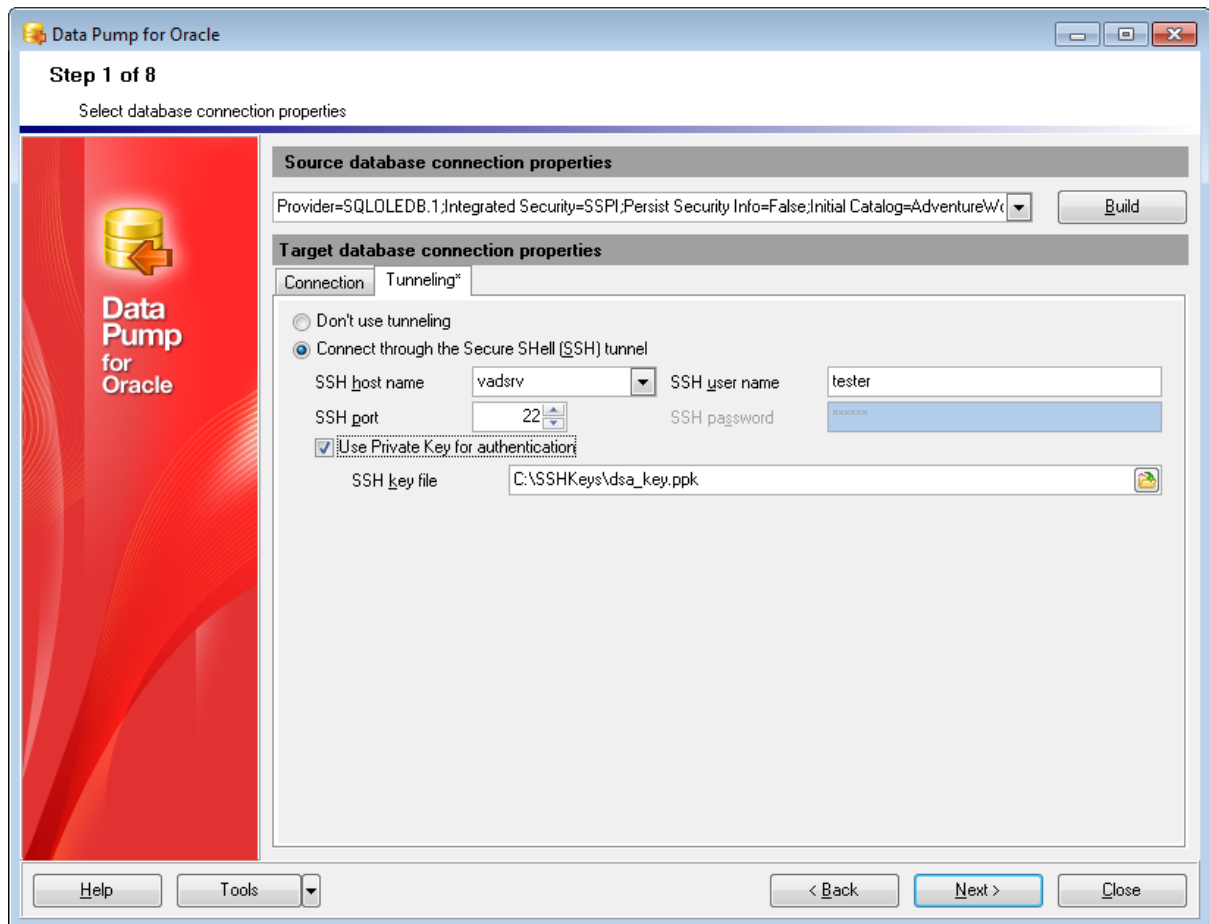 Data Pump for Oracle
Step 1 of 8
Select database connection properties
Data
Pump
for
Oracle
Source database connection properties
Provider=SQLOLEDB.1;Integrated Security=SSPI;Persist Security Info=False;Initial Catalog=AdventureWo
Build
Target database connection properties
Connection Tunneling*
Don't use tunneling
Connect through the Secure SHell (SSH) tunnel
SSH host name vadsrv SSH user name tester
SSH port 22 SSH password ××××××
Use Private Key for authentication
SSH key file C:\SSHKeys\dsa_key.ppk
Help Tools < Back Next > Close